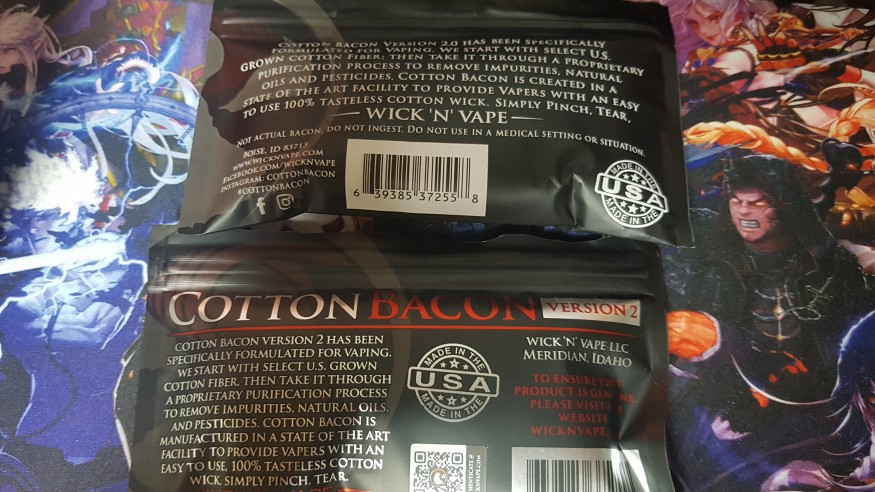 COTTON BACON VERSION 2.0 HAS BEEN SPECIFICALLY
FORMULATED FOR VAPING. WE START WITH SELECT U.S.
GROWN COTTON FIBER; THEN TAKE IT THROUGH A PROPRIETARY
PURIFICATION PROCESS TO REMOVE IMPURITIES, NATURAL
OILS AND PESTICIDES. COTTON BACON IS CREATED IN A
STATE OF THE ART FACILITY TO PROVIDE VAPERS WITH AN EASY
TO USE 100% TASTELESS COTTON WICK. SIMPLY PINCH, TEAR,
WICK 'N' VAPE
NOT ACTUAL BACON, DO NOT INGEST. DO NOT USE IN A MEDICAL SETTING OR SITUATION.
BOISE, ID 83713
WWW.WICKNVAPE.COM
FACEBOOK.COM/WICKNVAPE
INSTAGRAM: COTTONBACON
#COTTONBACON
6 39385 37255 8
MADE IN THE
USA
MADE IN THE
COTTON BACON VERSION 2
COTTON BACON VERSION 2 HAS BEEN
SPECIFICALLY FORMULATED FOR VAPING.
WE START WITH SELECT U.S. GROWN
COTTON FIBER, THEN TAKE IT THROUGH
A PROPRIETARY PURIFICATION PROCESS
TO REMOVE IMPURITIES, NATURAL OILS,
AND PESTICIDES. COTTON BACON IS
MANUFACTURED IN A STATE OF THE ART
FACILITY TO PROVIDE VAPERS WITH AN
EASY TO USE, 100% TASTELESS COTTON
WICK. SIMPLY PINCH, TEAR,
MADE IN THE
USA
MADE IN THE
WICK 'N' VAPE LLC
MERIDIAN, IDAHO
TO ENSURE
PRODUCT IS
PLEASE VISIT
WEBSITE
WICKNVAPE.